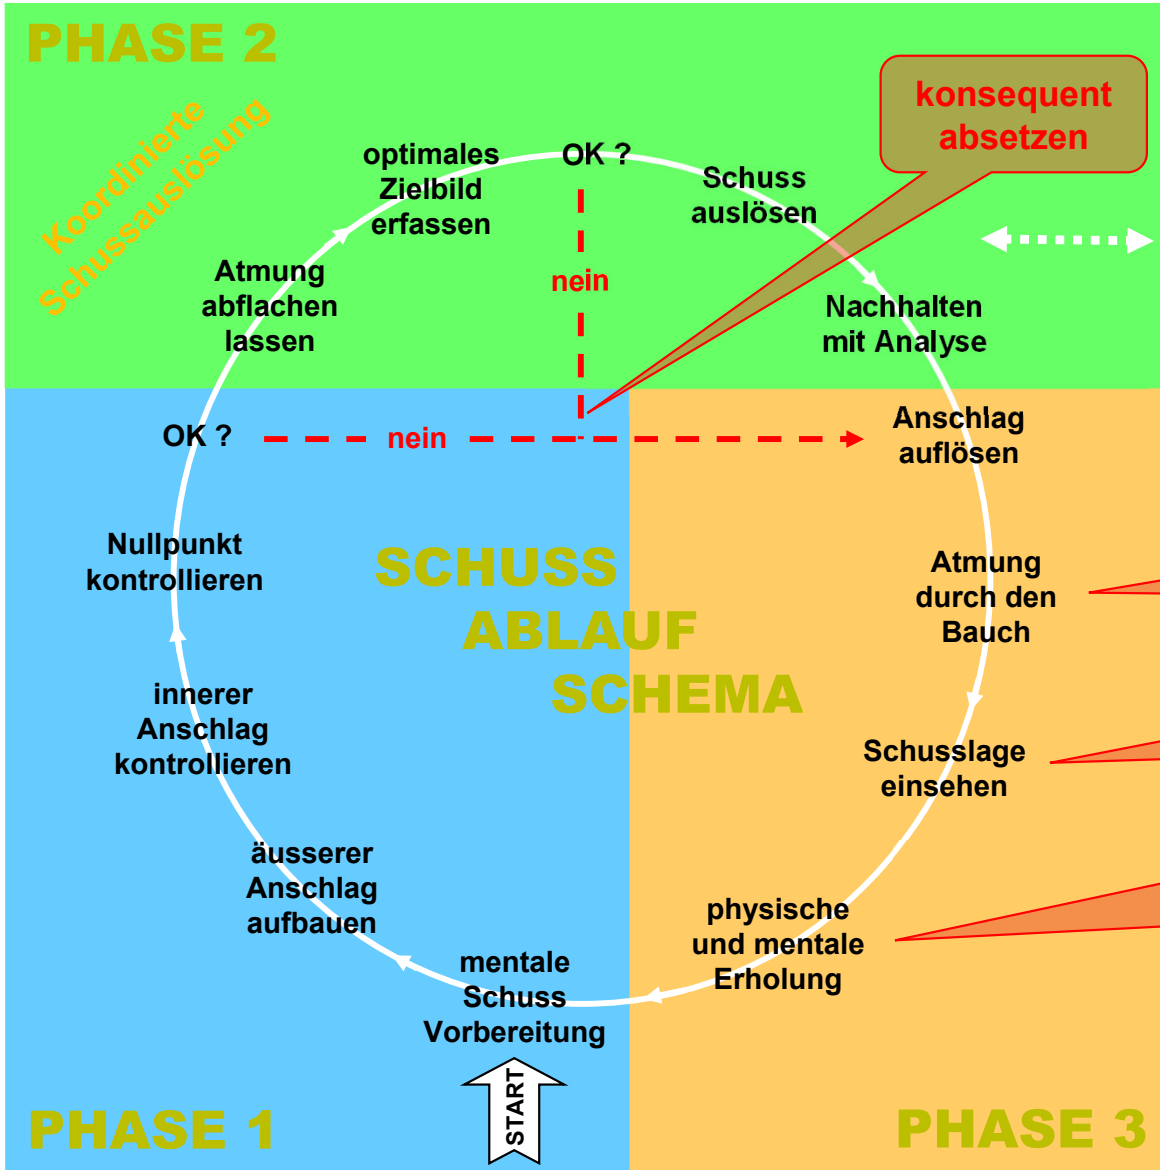 PHASE 2
Koordinierte
Schussauslösung
konsequent
absetzen
optimales
Zielbild
erfassen
OK ?
Schuss
auslösen
nein
Atmung
abflachen
lassen
Nachhalten
mit Analyse
OK ?
nein
Anschlag
auflösen
Nullpunkt
kontrollieren
SCHUSS
ABLAUF
SCHEMA
Atmung
durch den
Bauch
innerer
Anschlag
kontrollieren
Schusslage
einsehen
äusserer
Anschlag
aufbauen
physische
und mentale
Erholung
mentale
Schuss
Vorbereitung
START
PHASE 1
PHASE 3